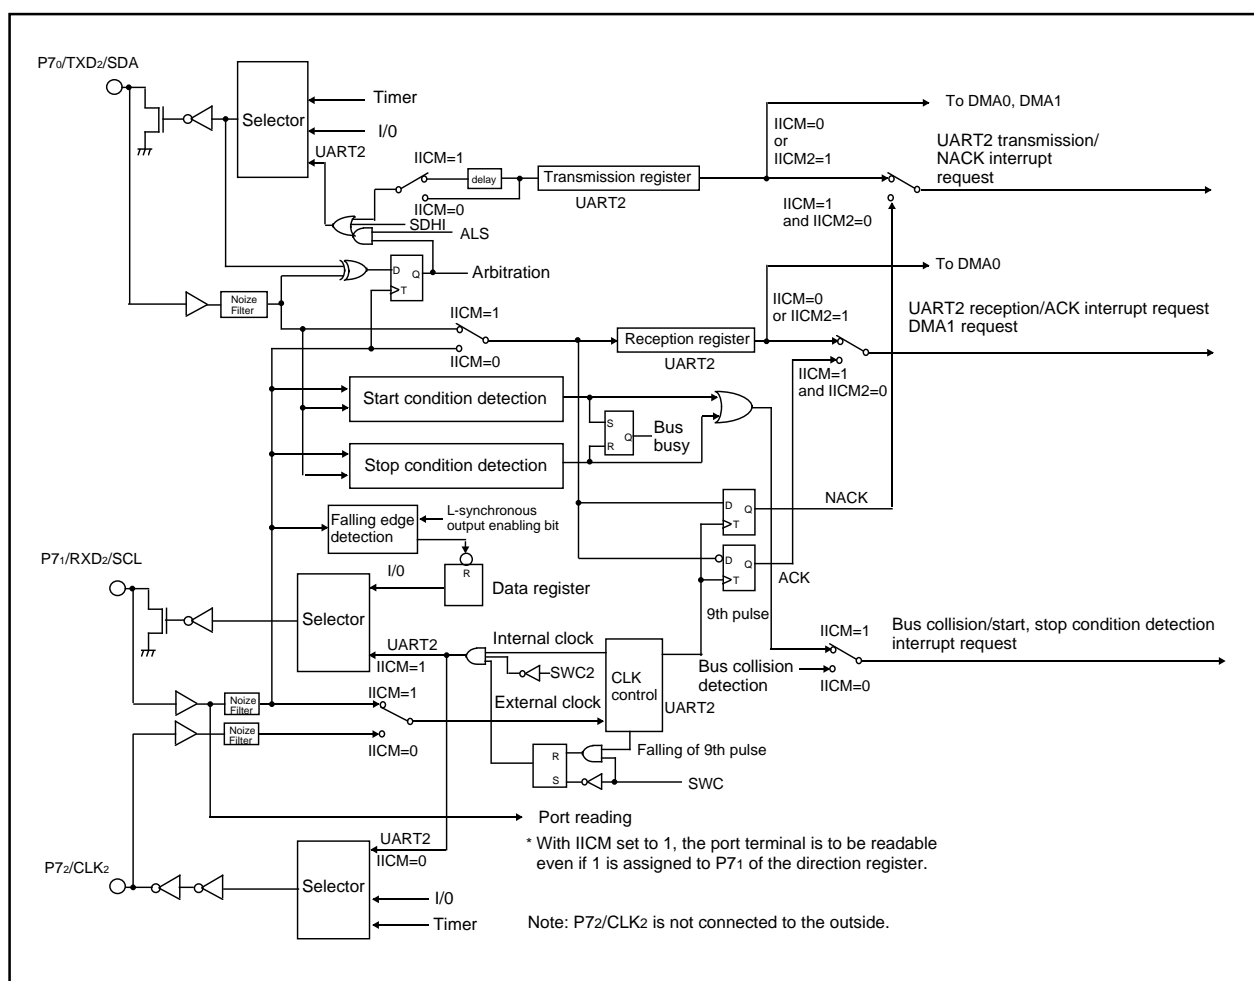 P70/TXD2/SDA
Selector
Timer
I/0
UART2
To DMA0, DMA1
IICM=0
or
IICM2=1
UART2 transmission/
NACK interrupt
request
IICM=1
delay
Transmission register
UART2
IICM=0
IICM=1
and IICM2=0
SDHI
ALS
D
Q
T
Arbitration
To DMA0
Noize
Filter
IICM=1
IICM=0
Reception register
UART2
IICM=0
or IICM2=1
UART2 reception/ACK interrupt request
DMA1 request
IICM=1
and IICM2=0
Start condition detection
S
R
Q
Bus
busy
Stop condition detection
NACK
D
Q
T
Falling edge
detection
L-synchronous
output enabling bit
D
Q
T
ACK
9th pulse
P71/RXD2/SCL
I/0
R
Data register
Selector
UART2
IICM=1
Internal clock
SWC2
CLK
control
UART2
External clock
Bus collision
detection
IICM=1
IICM=0
Bus collision/start, stop condition detection
interrupt request
Noize
Filter
IICM=1
Noize
Filter
IICM=0
R
S
Falling of 9th pulse
SWC
Port reading
* With IICM set to 1, the port terminal is to be readable
even if 1 is assigned to P71 of the direction register.
P72/CLK2
Selector
UART2
IICM=0
I/0
Timer
Note: P72/CLK2 is not connected to the outside.